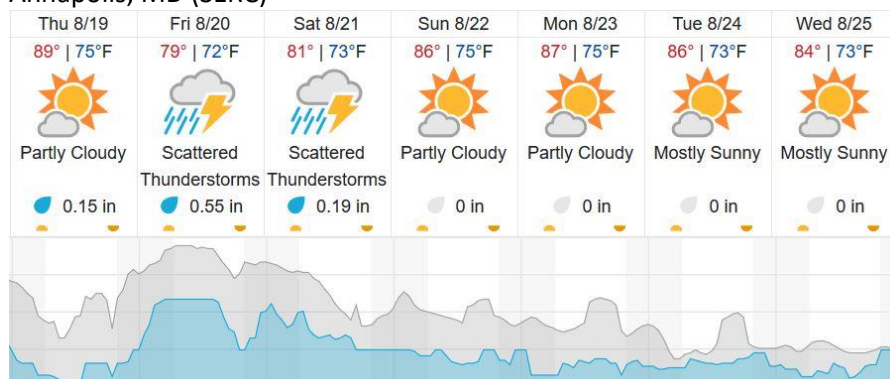 Annapolis, MD (SERC)
Thu 8/19 Fri 8/20 Sat 8/21 Sun 8/22 Mon 8/23 Tue 8/24 Wed 8/25
89° | 75°F 79° | 72°F 81° | 73°F 86° | 75°F 87° | 75°F 86° | 73°F 84° | 73°F
Partly Cloudy Scattered Scattered Partly Cloudy Partly Cloudy Mostly Sunny Mostly Sunny
Thunderstorms Thunderstorms
0.15 in 0.55 in 0.19 in 0 in 0 in 0 in 0 in